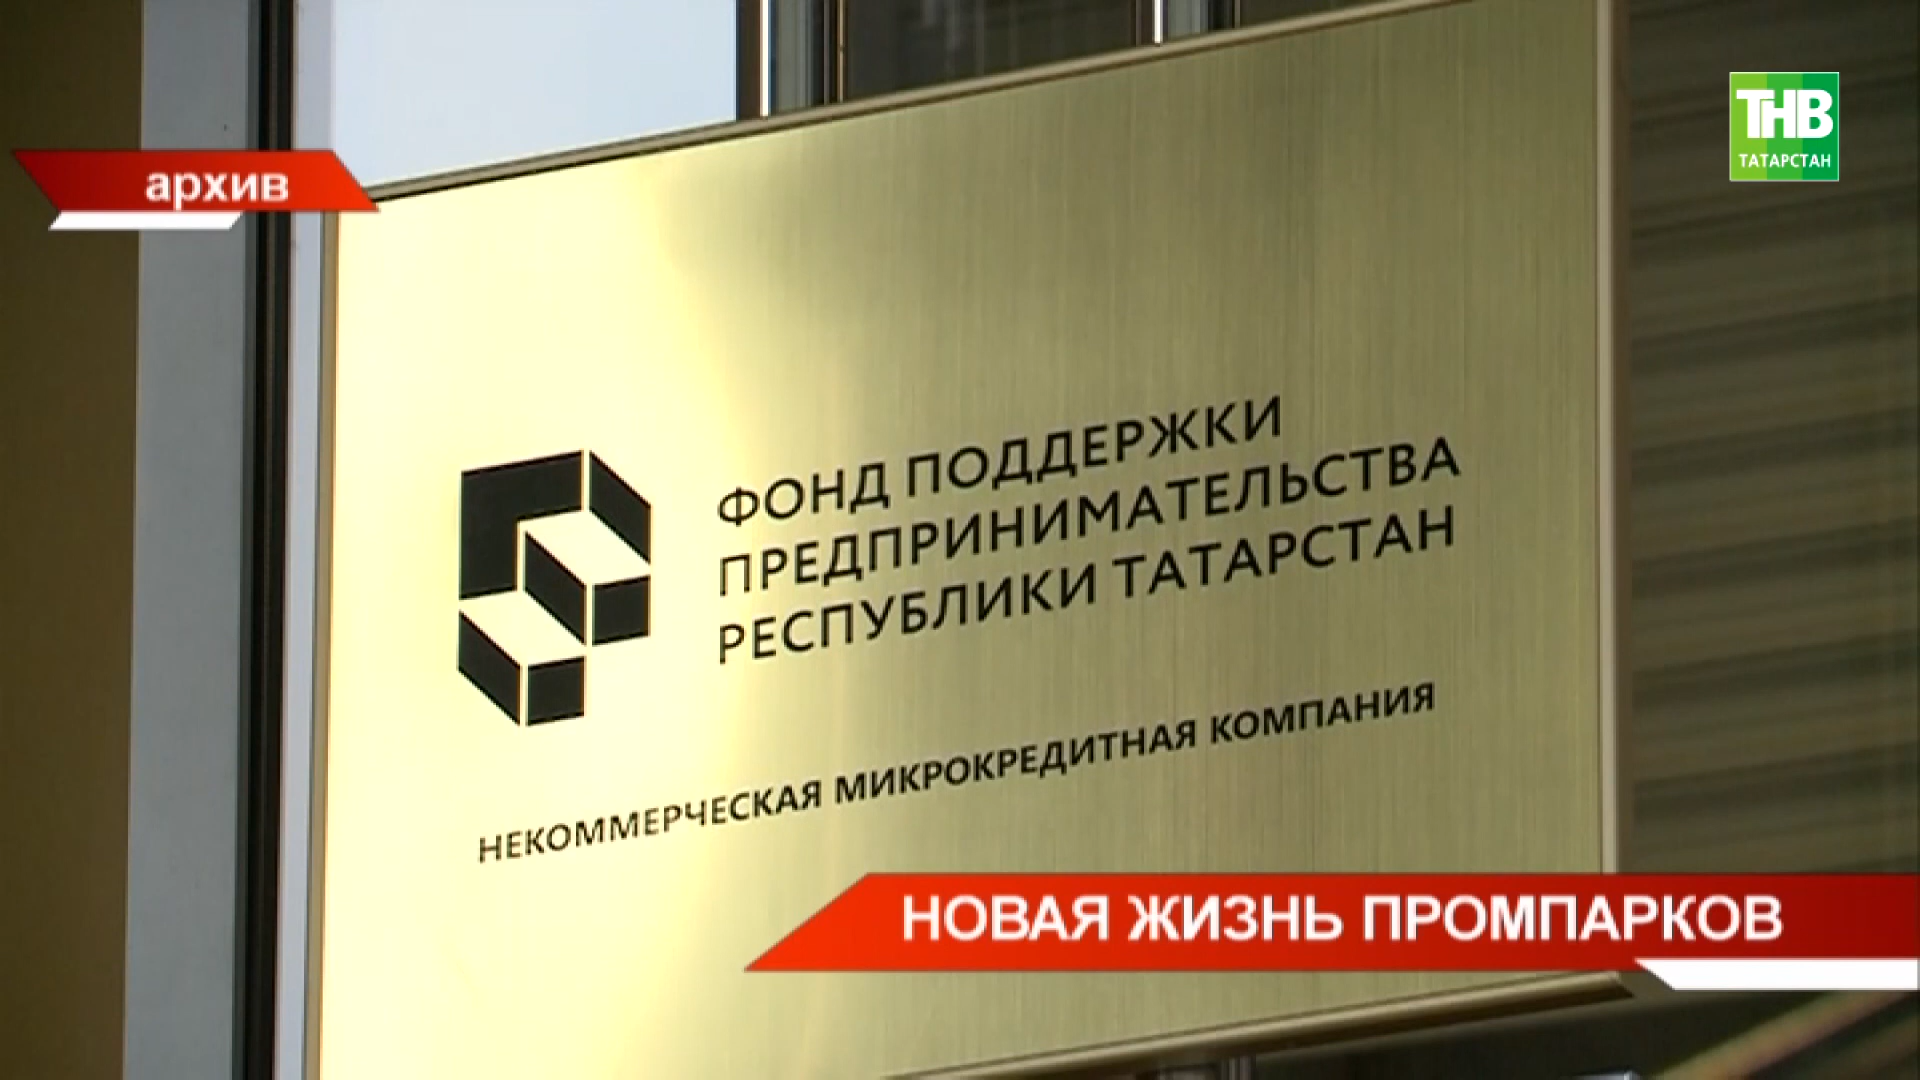 архив
ТНВ
ТАТАРСТАН
ФОНД ПОДДЕРЖКИ
ПРЕДПРИНИМАТЕЛЬСТВА
РЕСПУБЛИКИ ТАТАРСТАН
НЕКОММЕРЧЕСКАЯ МИКРОКРЕДИТНАЯ КОМПАНИЯ
НОВАЯ ЖИЗНЬ ПРОМПАРКОВ